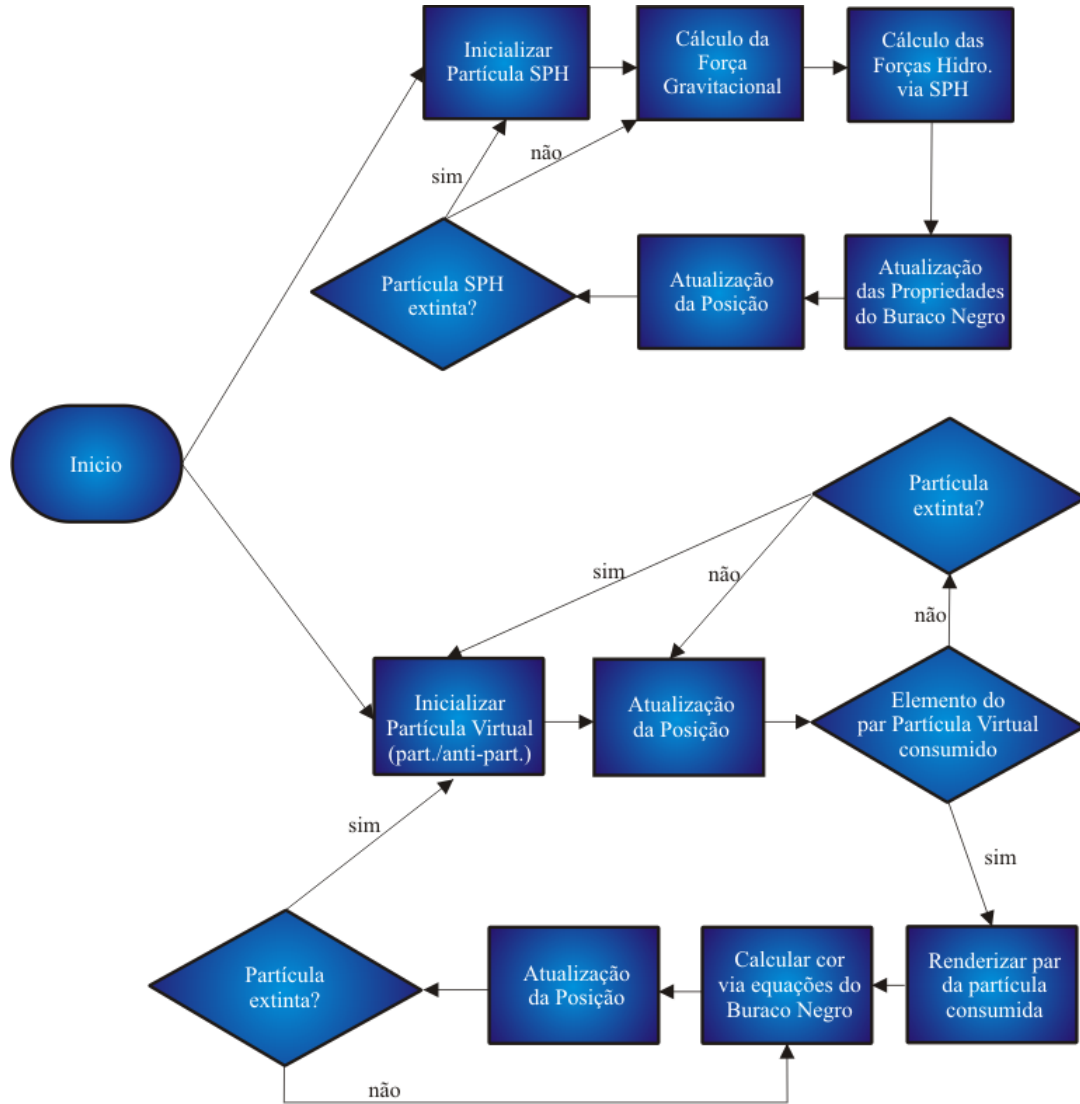 Inicializar
Partícula SPH
Cálculo da
Força
Gravitacional
Cálculo das
Forças Hidro.
via SPH
não
sim
Partícula SPH
extinta?
Atualização
da Posição
Atualização
das Propriedades
do Buraco Negro
Inicio
Partícula
extinta?
sim
não
não
Inicializar
Partícula Virtual
(part./anti-part.)
Atualização
da Posição
Elemento do
par Partícula Virtual
consumido
sim
sim
Partícula
extinta?
Atualização
da Posição
Calcular cor
via equações do
Buraco Negro
Renderizar par
da partícula
consumida
não